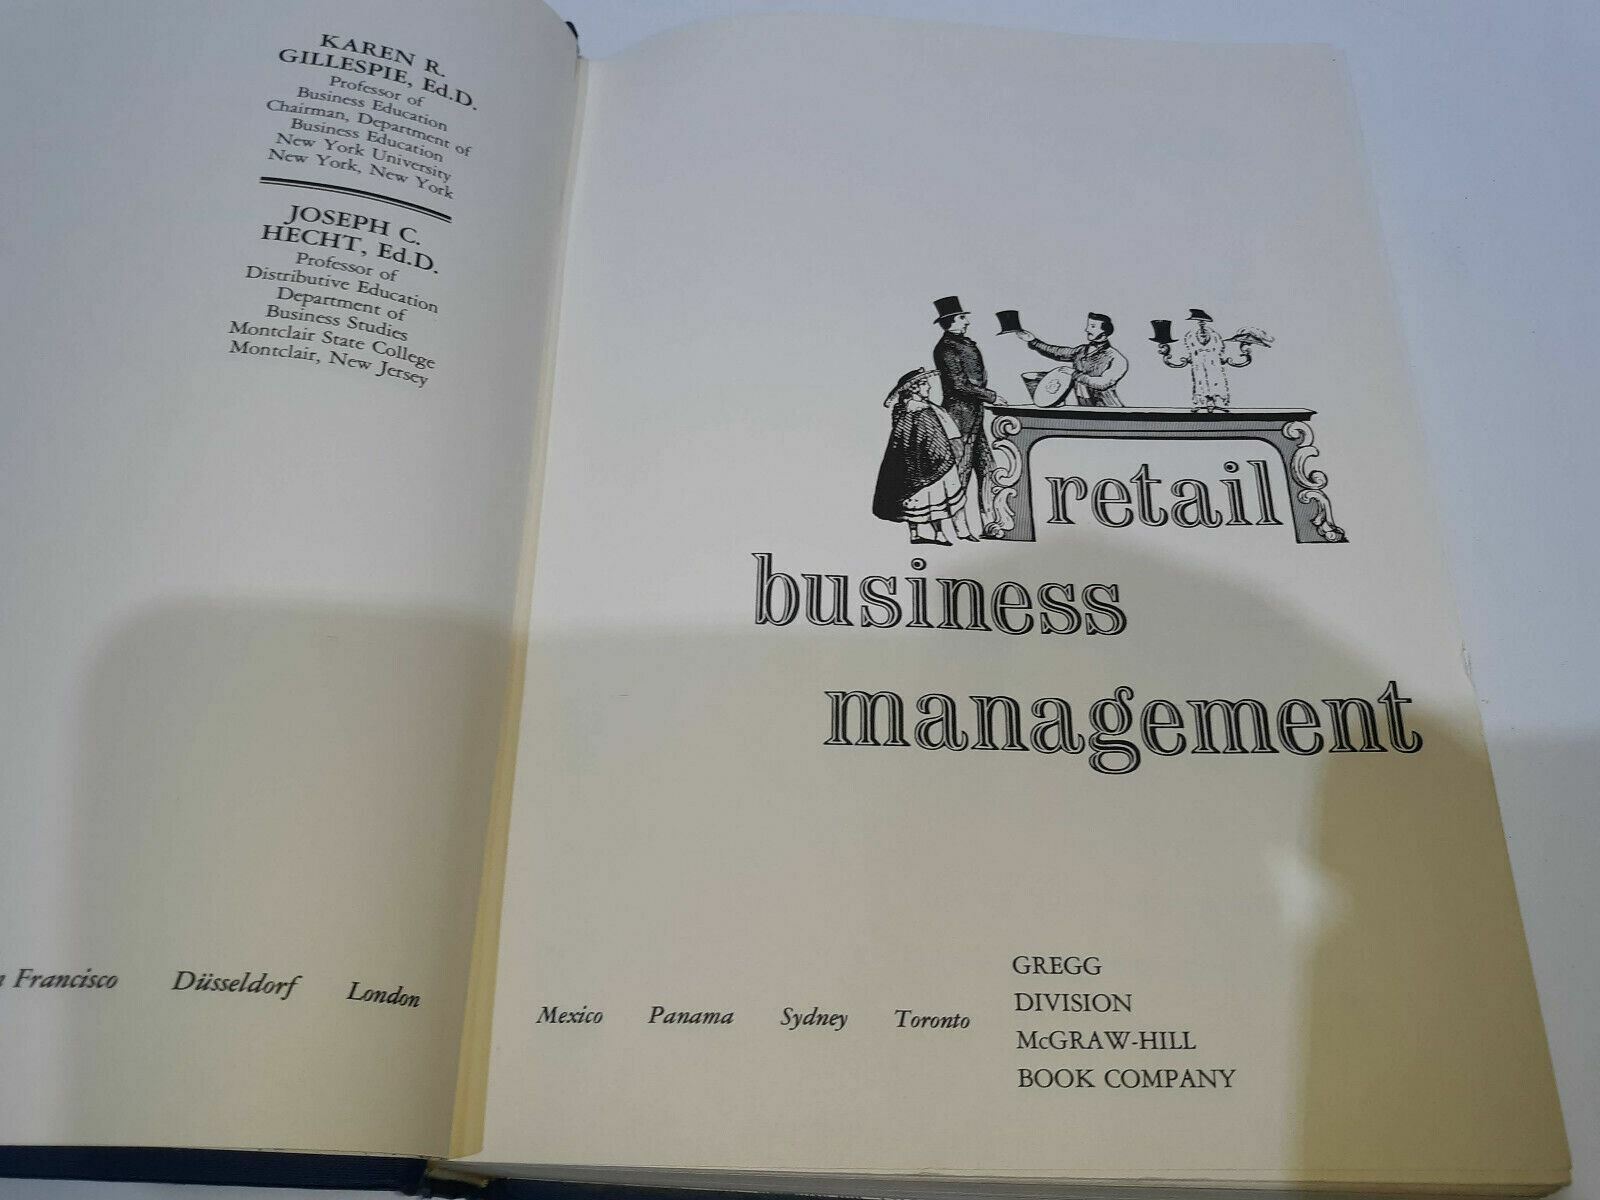 KAREN R.
GILLESPIE, Ed.D.
Professor of
Business Education
Chairman, Department of
Business Education
New York University
New York, New York
JOSEPH C.
HECHT, Ed.D.
Professor of
Distributive Education
Department of
Business Studies
Montclair State College
Montclair, New Jersey
Francisco Düsseldorf London
retail
business
management
Mexico Panama Sydney Toronto
GREGG
DIVISION
McGRAW-HILL
BOOK COMPANY